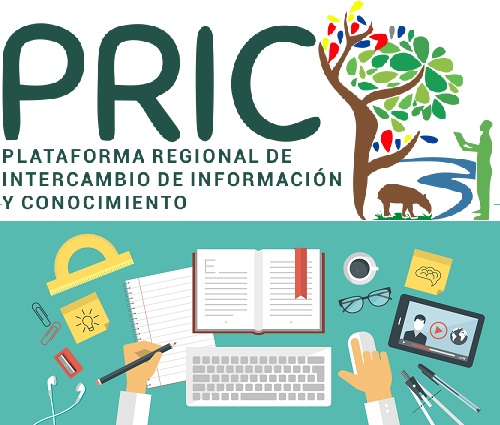 PRIC
PLATAFORMA REGIONAL DE
INTERCAMBIO DE INFORMACIÓN
Y CONOCIMIENTO
E